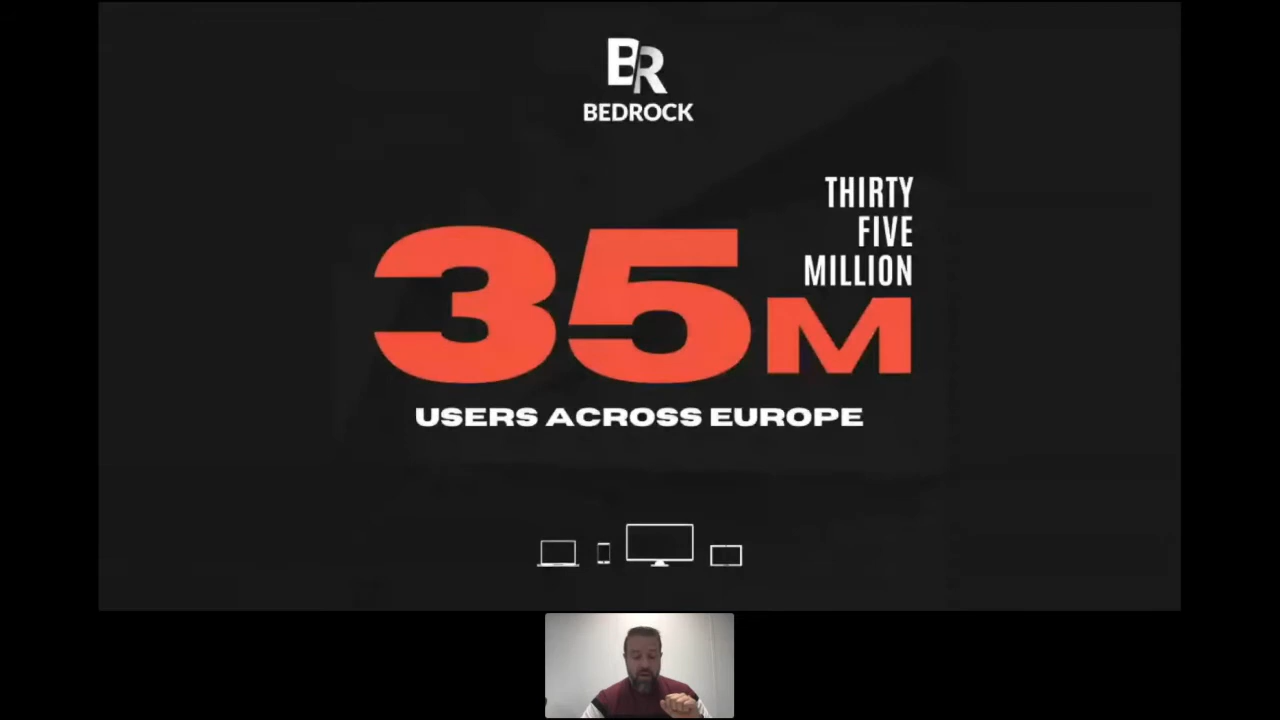 BR
BEDROCK
THIRTY
FIVE
MILLION
35M
USERS ACROSS EUROPE